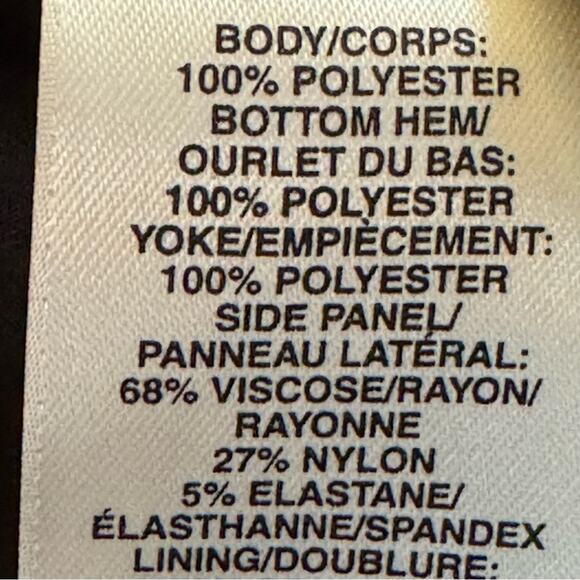 BODY/CORPS:
100% POLYESTER
BOTTOM HEM/
OURLET DU BAS:
100% POLYESTER
YOKE/EMPIÈCEMENT:
100% POLYESTER
SIDE PANEL/
PANNEAU LATÉRAL:
68% VISCOSE/RAYON/
RAYONNE
27% NYLON
5% ELASTANE/
ÉLASTHANNE/SPANDEX
LINING/DOUBLURE: